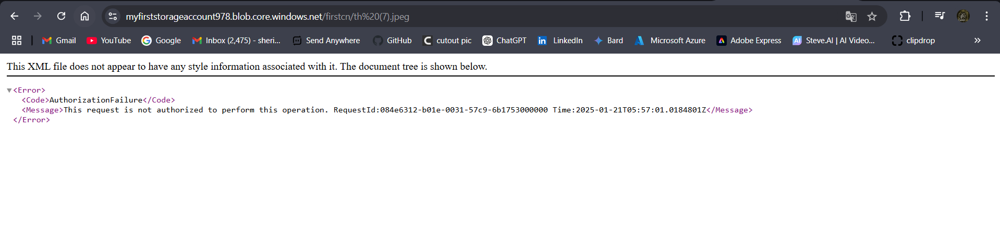 myfirststorageaccount978.blob.core.windows.net/firstcn/th%20(7).jpeg
Gmail YouTube Google Inbox (2,475) - sheri... Send Anywhere GitHub cutout pic ChatGPT LinkedIn Bard Microsoft Azure Adobe Express AI Steve.AI | AI Video... clipdrop »
This XML file does not appear to have any style information associated with it. The document tree is shown below.
▼<Error>
<Code>AuthorizationFailure</Code>
<Message>This request is not authorized to perform this operation. RequestId:084e6312-b01e-0031-57c9-6b1753000000 Time:2025-01-21T05:57:01.0184801Z</Message>
</Error>